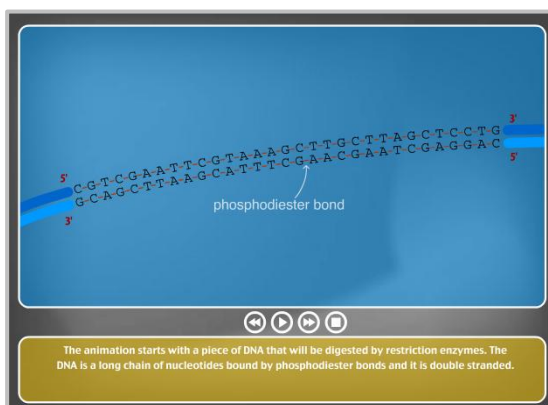 3'
5'
C-G-T-C-G-A-A-T-T-C-G-T-A-A-A-G-C-T-T-G-C-T-T-A-G-C-T-C-C-T-G
G-C-A-G-C-T-T-A-A-G-C-A-T-T-T-C-G-A-A-C-G-A-A-T-C-G-A-G-G-A-C
5'
3'
phosphodiester bond
The animation starts with a piece of DNA that will be digested by restriction enzymes. The
DNA is a long chain of nucleotides bound by phosphodiester bonds and it is double stranded.